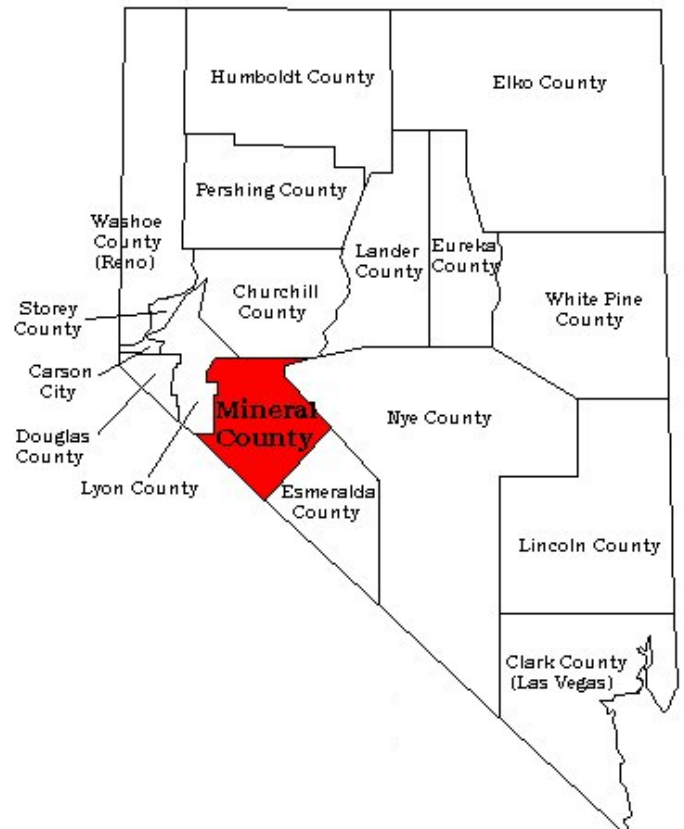 Humboldt County
Elko County
Pershing County
Washoe
County
(Reno)
Lander
County
Eureka
County
Storey
County
Churchill
County
White Pine
County
Carson
City
Mineral
County
Nye County
Douglas
County
Lyon County
Esmeralda
County
Lincoln County
Clark County
(Las Vegas)